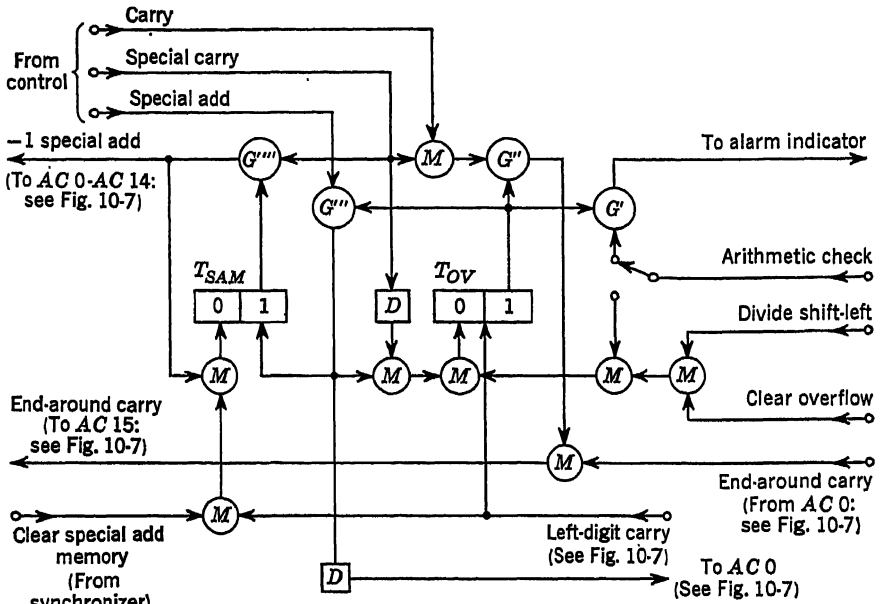 Carry
Special carry
From
control
Special add
−1 special add
(To AC 0-AC 14:
see Fig. 10-7)
G''''
M
G''
To alarm indicator
G'''
G'
Arithmetic check
T_SAM
T_OV
0 1
D
0 1
Divide shift-left
M
M
M
M
M
Clear overflow
End-around carry
(To AC 15:
see Fig. 10-7)
M
End-around carry
(From AC 0:
see Fig. 10-7)
M
Clear special add
memory
(From
synchronizer)
Left-digit carry
(See Fig. 10-7)
D
To AC 0
(See Fig. 10-7)